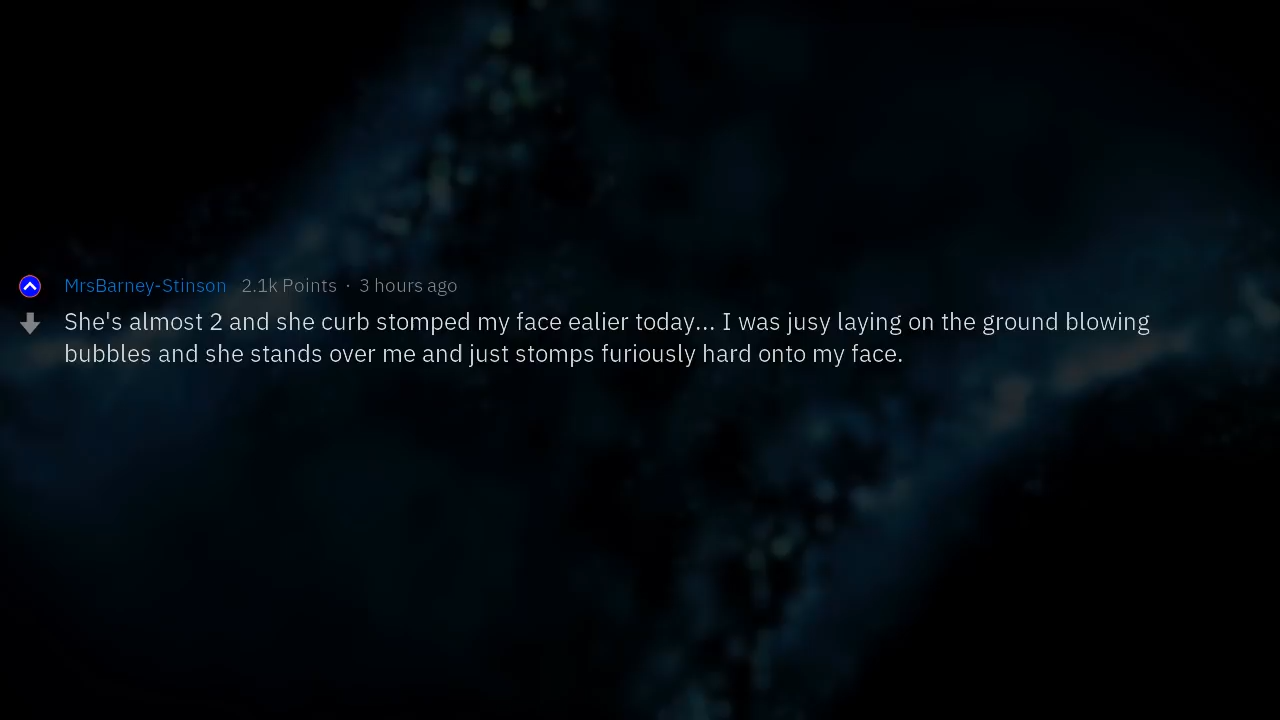 MrsBarney-Stinson 2.1k Points · 3 hours ago
She's almost 2 and she curb stomped my face ealier today... I was jusy laying on the ground blowing
bubbles and she stands over me and just stomps furiously hard onto my face.